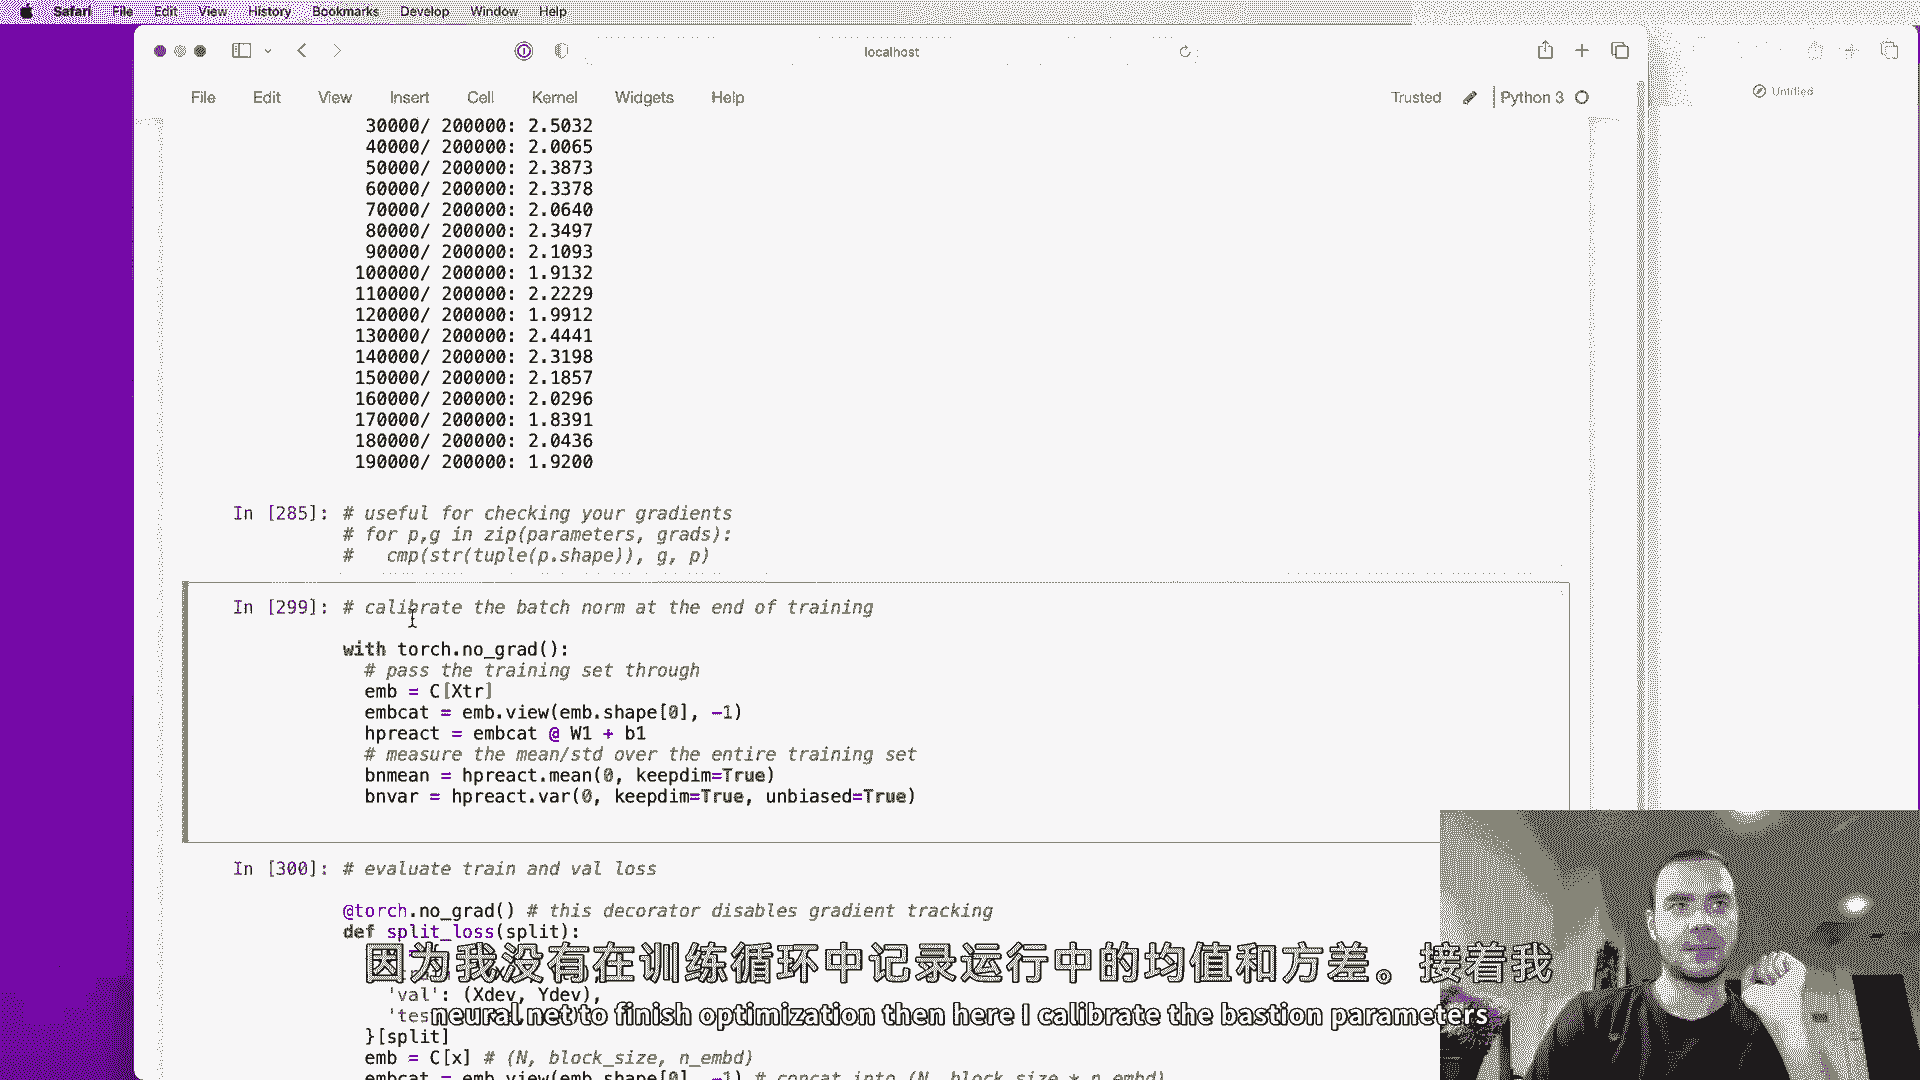 Safari File Edit View History Bookmarks Develop Window Help
localhost
Untitled
File Edit View Insert Cell Kernel Widgets Help Trusted Python 3
30000/ 200000: 2.5032
40000/ 200000: 2.0065
50000/ 200000: 2.3873
60000/ 200000: 2.3378
70000/ 200000: 2.0640
80000/ 200000: 2.3497
90000/ 200000: 2.1093
100000/ 200000: 1.9132
110000/ 200000: 2.2229
120000/ 200000: 1.9912
130000/ 200000: 2.4441
140000/ 200000: 2.3198
150000/ 200000: 2.1857
160000/ 200000: 2.0296
170000/ 200000: 1.8391
180000/ 200000: 2.0436
190000/ 200000: 1.9200
In [285]: # useful for checking your gradients
# for p,g in zip(parameters, grads):
#   cmp(str(tuple(p.shape)), g, p)
In [299]: # calibrate the batch norm at the end of training
with torch.no_grad():
# pass the training set through
emb = C[Xtr]
embcat = emb.view(emb.shape[0], -1)
hpreact = embcat @ W1 + b1
# measure the mean/std over the entire training set
bnmean = hpreact.mean(0, keepdim=True)
bnvar = hpreact.var(0, keepdim=True, unbiased=True)
In [300]: # evaluate train and val loss
@torch.no_grad() # this decorator disables gradient tracking
def split_loss(split):
因为我没有在训练循环中记录运行中的均值和方差。接着我
'val': (Xdev, Ydev),
neural net to finish optimization then here I calibrate the bastion parameters
}[split]
emb = C[x] # (N, block_size, n_embd)
embcat = emb.view(emb.shape[0], -1) # concat into (N, block_size * n_embd)